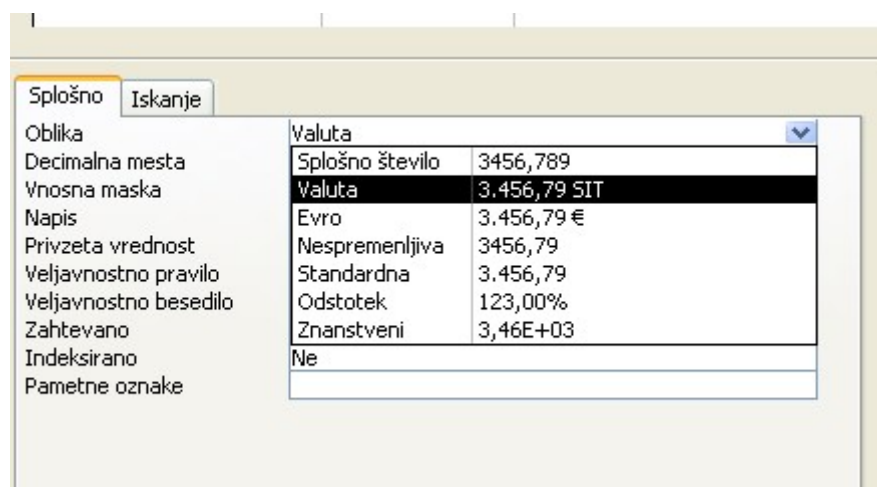 Splošno Iskanje
Oblika Valuta
Decimalna mesta Splošno število 3456,789
Vnosna maska Valuta 3.456,79 SIT
Napis Evro 3.456,79 €
Privzeta vrednost Nespremenljiva 3456,79
Veljavnostno pravilo Standardna 3.456,79
Veljavnostno besedilo Odstotek 123,00%
Zahtevano Znanstveni 3,46E+03
Indeksirano Ne
Pametne oznake